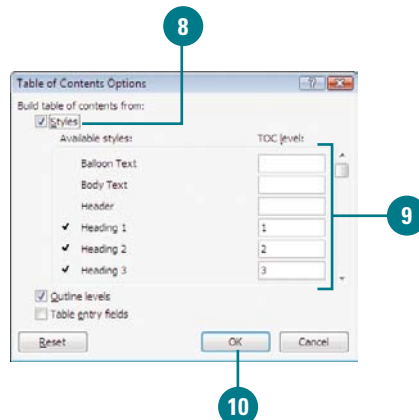 8
Table of Contents Options
Build table of contents from:
Styles
Available styles: TOC level:
Balloon Text
Body Text
Header
Heading 1 1
Heading 2 2
Heading 3 3
9
Outline levels
Table entry fields
Reset OK Cancel
10